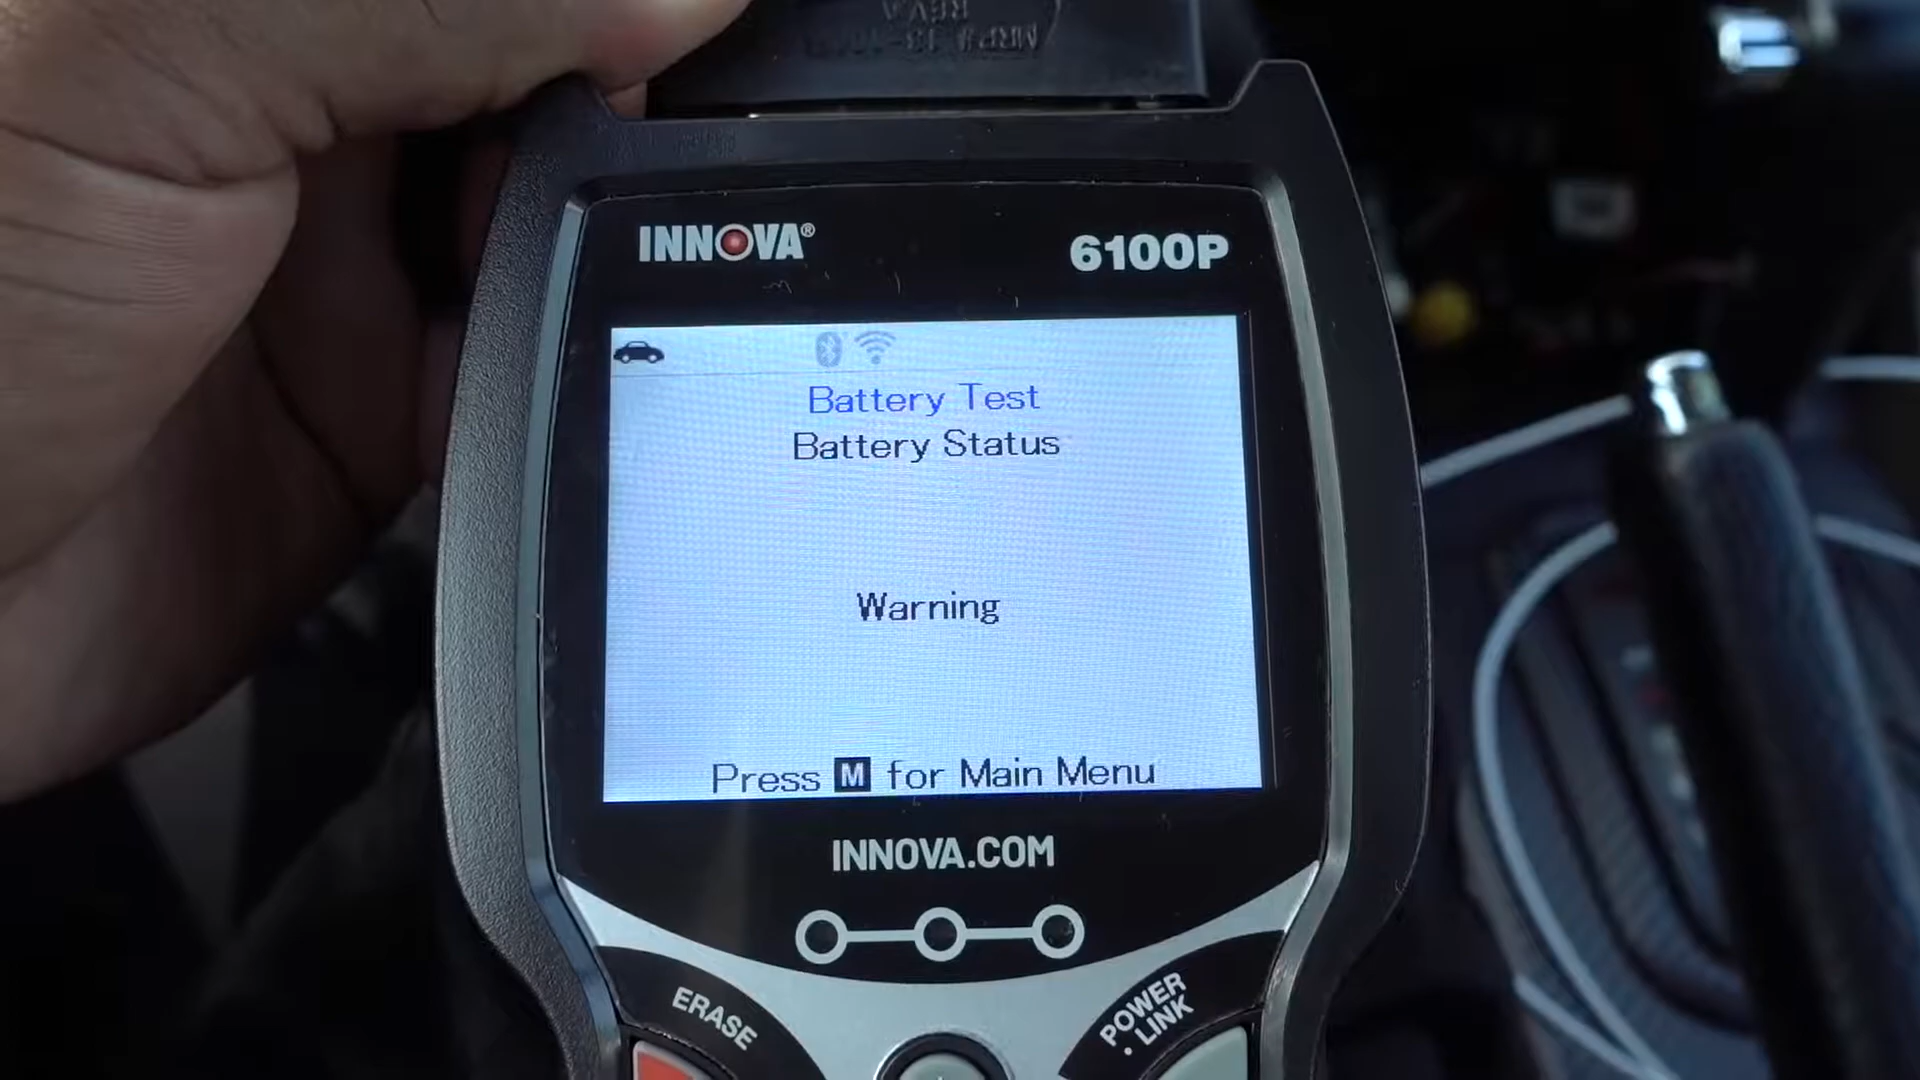 INNOVA®
6100P
Battery Test
Battery Status
Warning
Press M for Main Menu
INNOVA.COM
ERASE
POWER
LINK